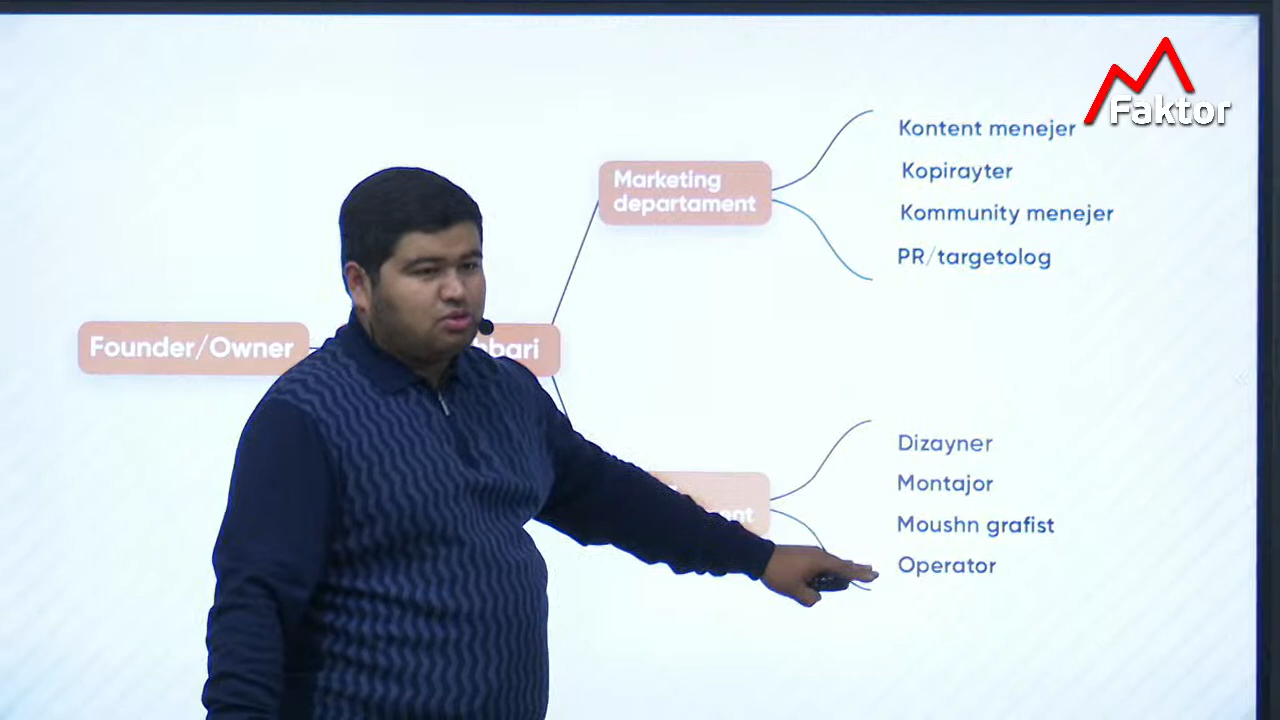 Faktor
Kontent menejer
Kopirayter
Kommunity menejer
PR/targetolog
Marketing
departament
Founder/Owner
Dizayner
Montajor
Moushn grafist
Operator